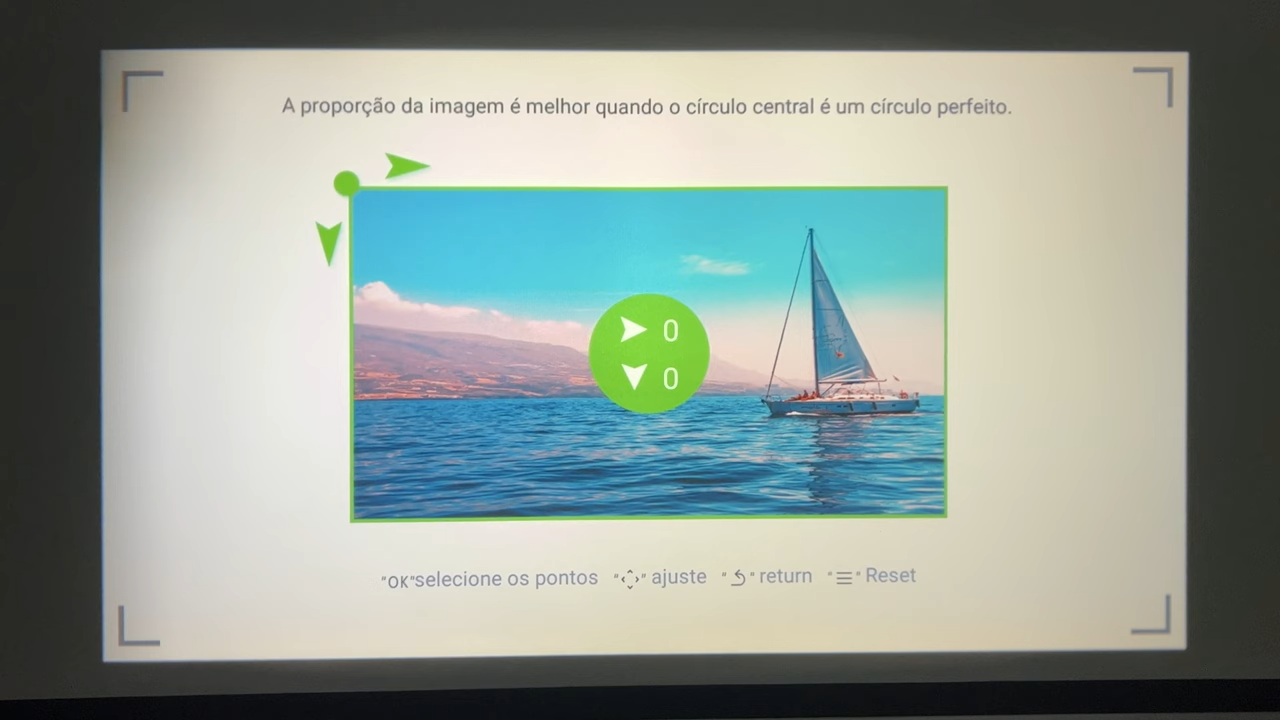 A proporção da imagem é melhor quando o círculo central é um círculo perfeito.
0
0
"OK"selecione os pontos "" ajuste "" return "" Reset